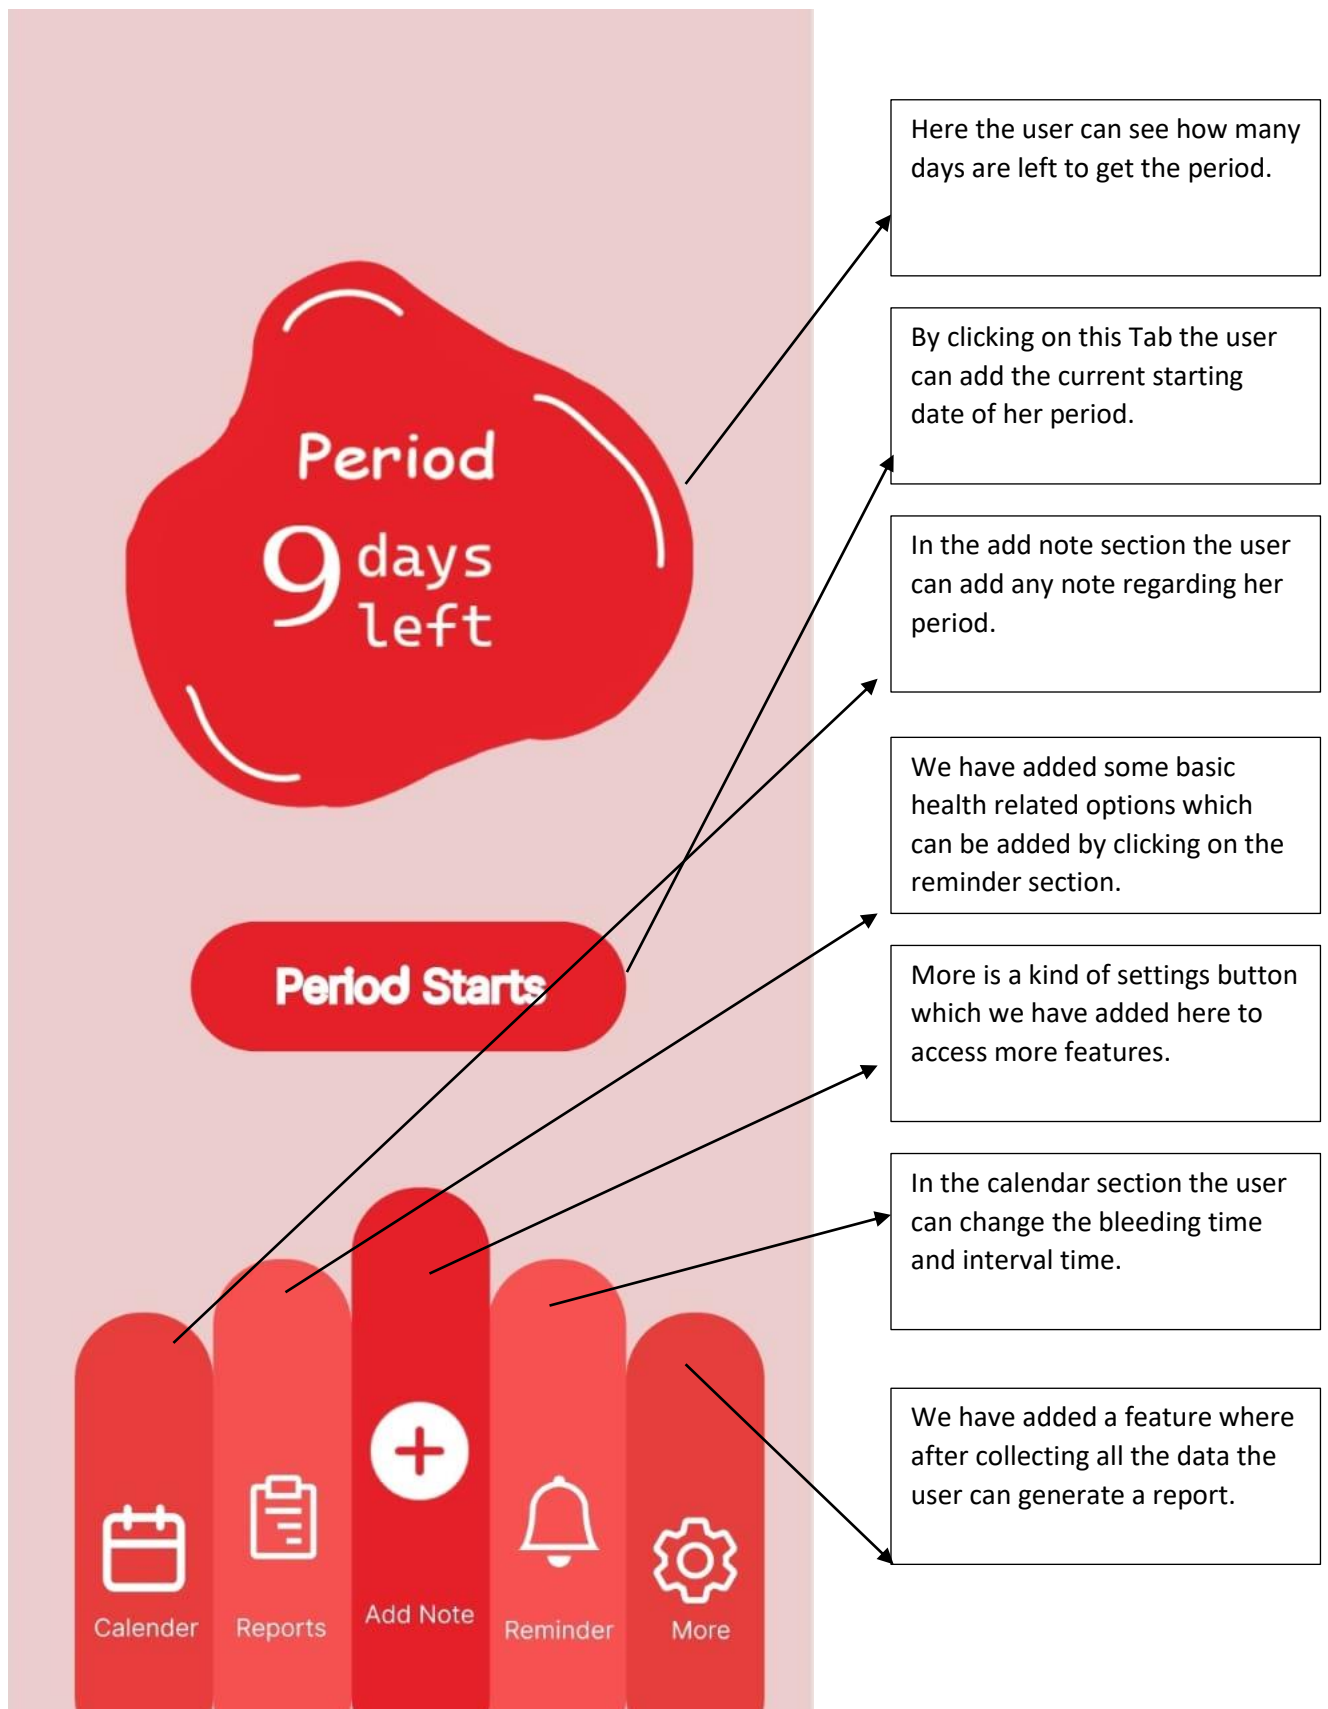 Period
9 days
left
Period Starts
Calender
Reports
Add Note
Reminder
More
Here the user can see how many
days are left to get the period.
By clicking on this Tab the user
can add the current starting
date of her period.
In the add note section the user
can add any note regarding her
period.
We have added some basic
health related options which
can be added by clicking on the
reminder section.
More is a kind of settings button
which we have added here to
access more features.
In the calendar section the user
can change the bleeding time
and interval time.
We have added a feature where
after collecting all the data the
user can generate a report.